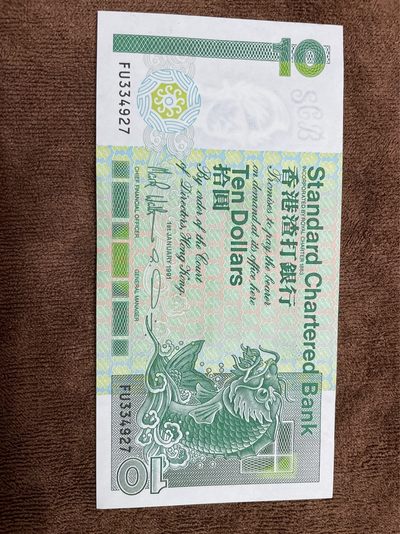 10
FU334927
Standard Chartered Bank
INCORPORATED BY ROYAL CHARTER 1853
香港渣打銀行
Promises to pay the bearer
on demand at its office here
Ten Dollars
拾圓
By order of the Court
of Directors, Hong Kong
1st JANUARY 1991
CHIEF FINANCIAL OFFICER
GENERAL MANAGER
FU334927
10